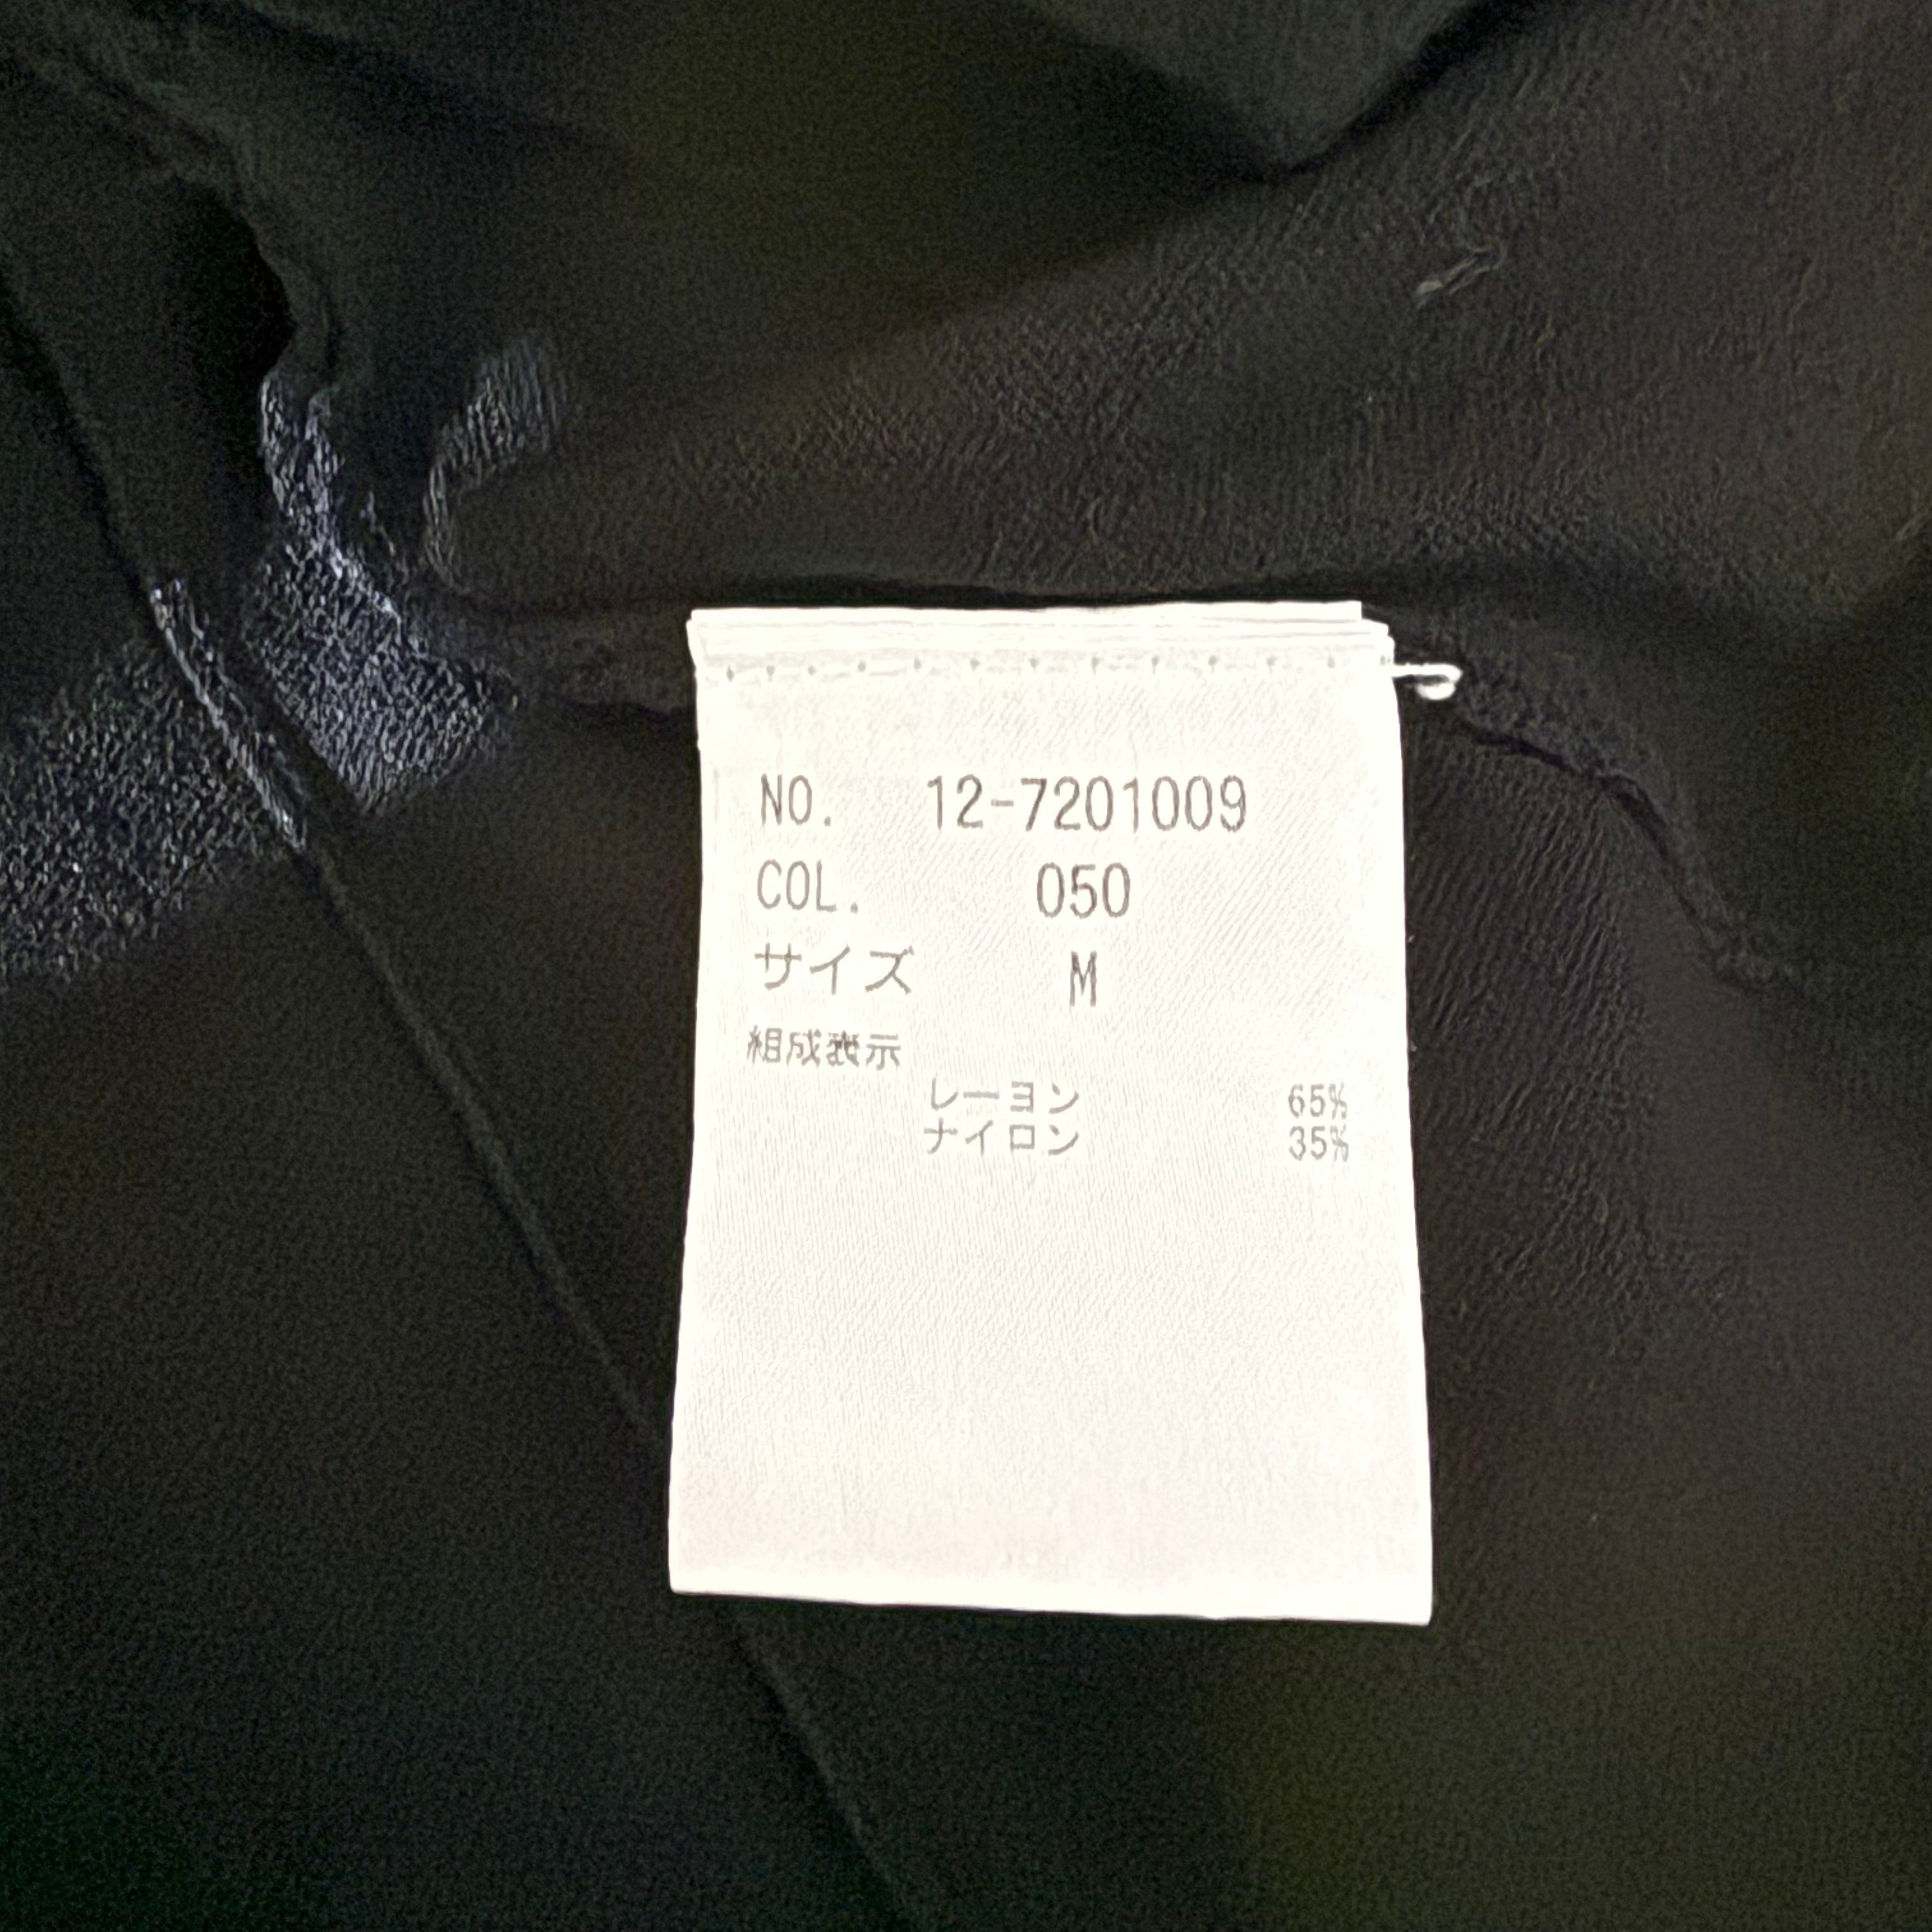 NO. 12-7201009
COL. 050
サイズ M
組成表示
レーヨン 65%
ナイロン 35%